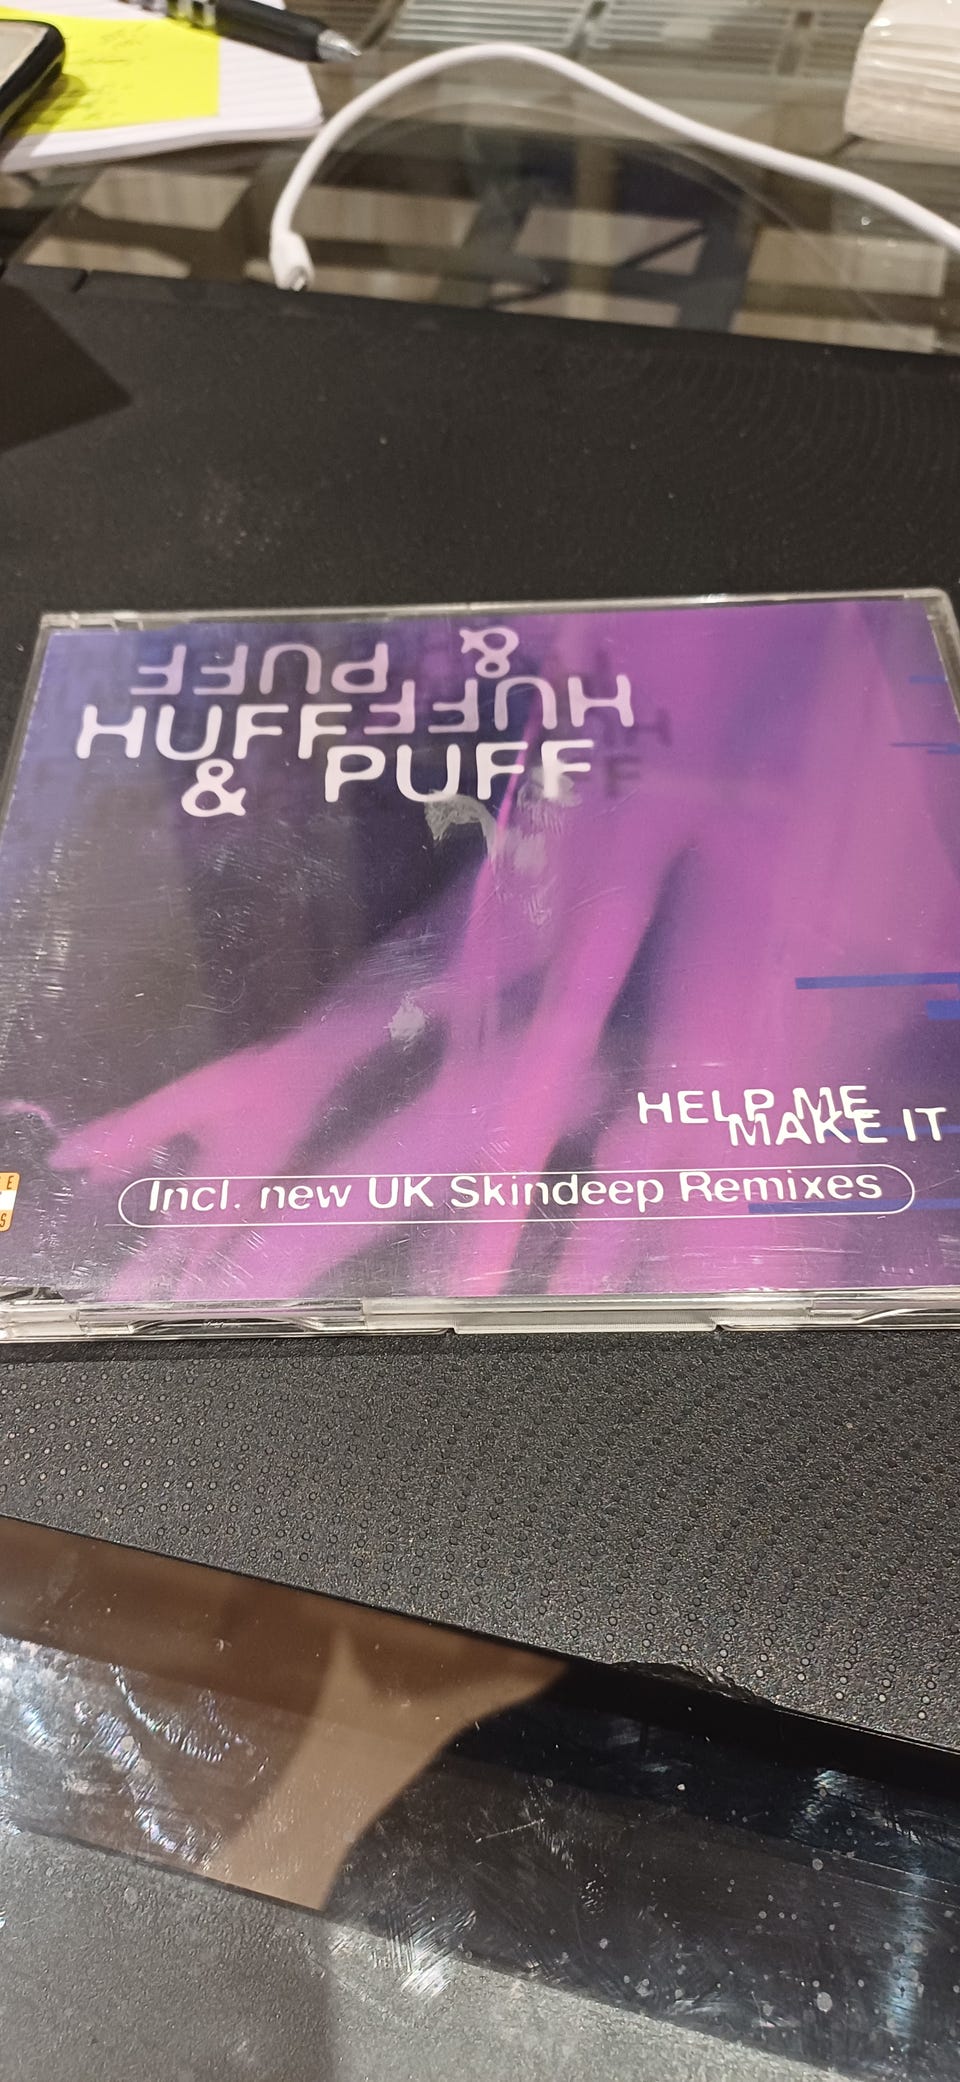 PUFF &
HUFF
HUFF
& PUFF
HELP ME
MAKE IT
Incl. new UK Skindeep Remixes